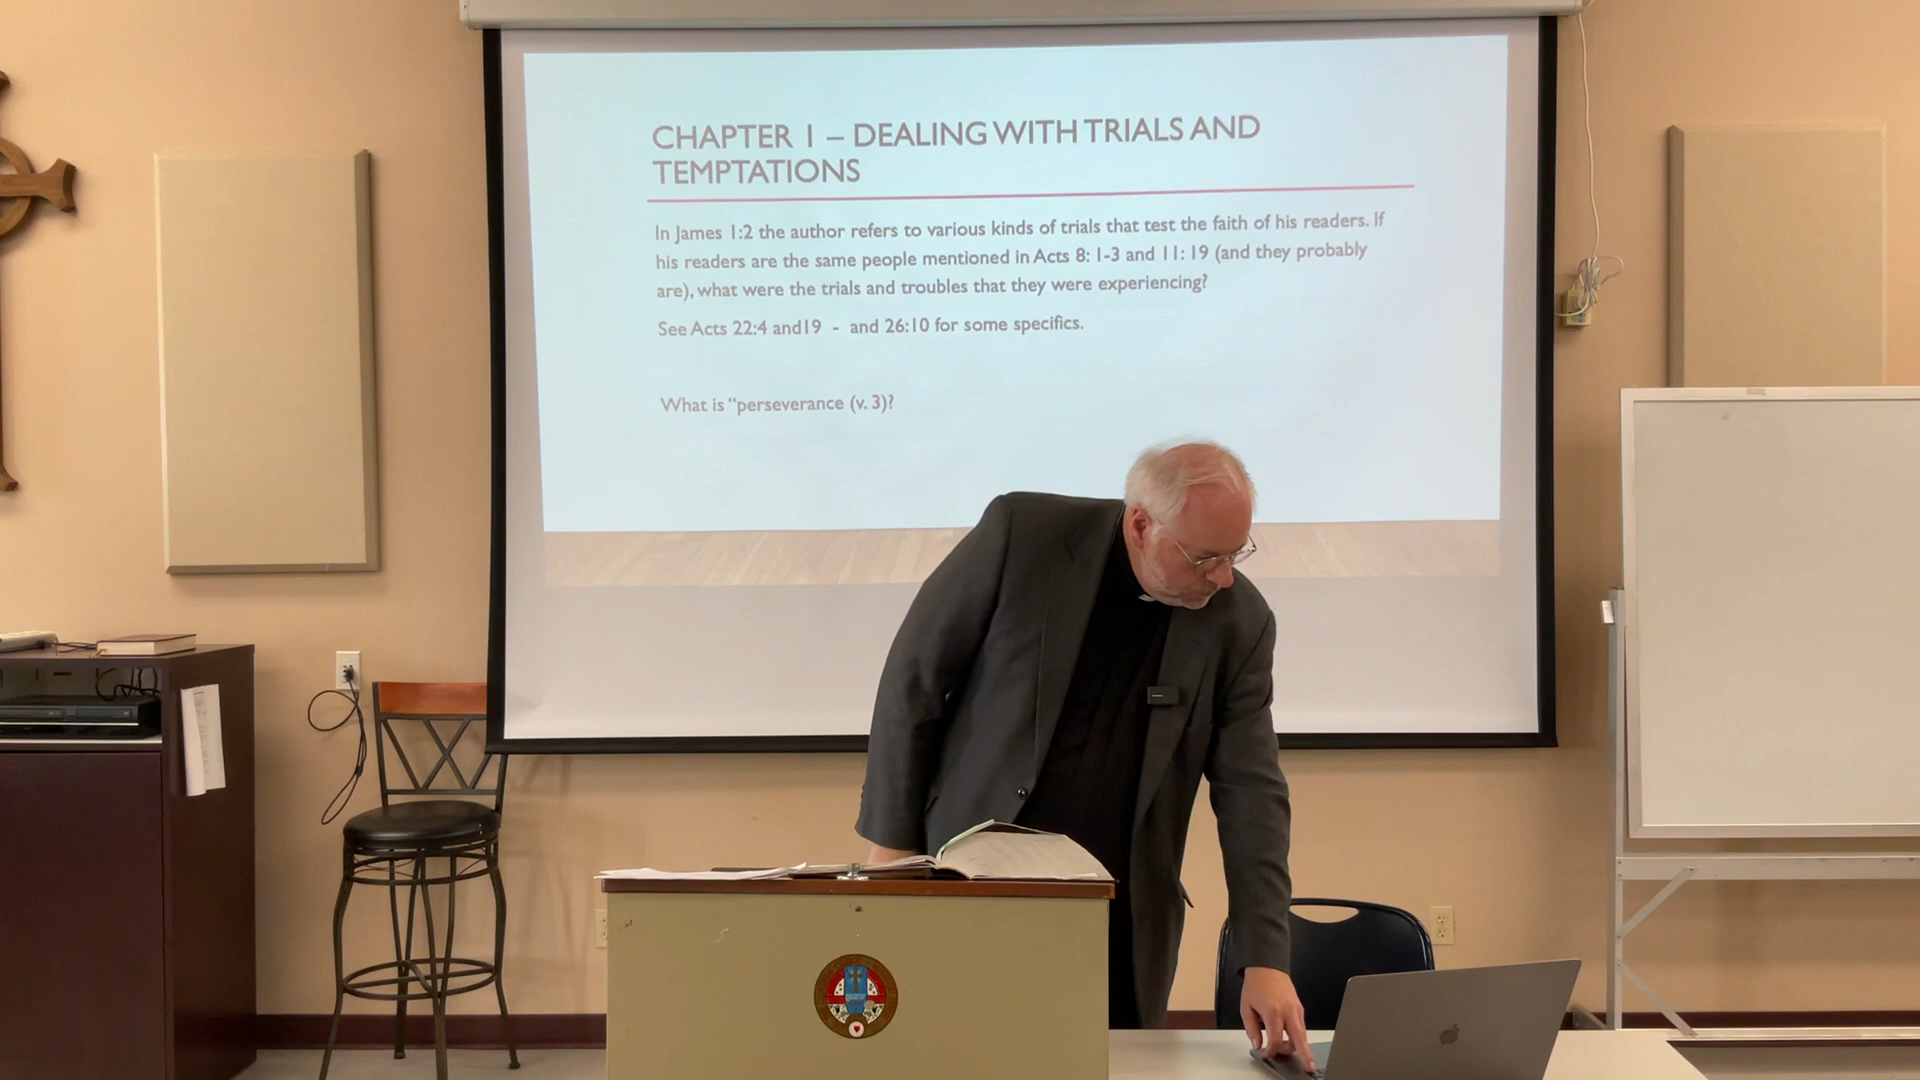 CHAPTER 1 – DEALING WITH TRIALS AND
TEMPTATIONS
In James 1:2 the author refers to various kinds of trials that test the faith of his readers. If
his readers are the same people mentioned in Acts 8: 1-3 and 11: 19 (and they probably
are), what were the trials and troubles that they were experiencing?
See Acts 22:4 and19 - and 26:10 for some specifics.
What is “perseverance (v. 3)?